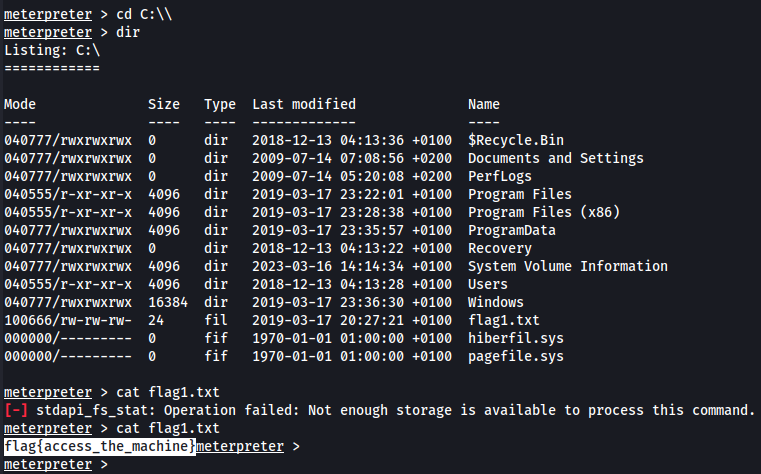 meterpreter > cd C:\\
meterpreter > dir
Listing: C:\
============
Mode Size Type Last modified Name
---- ---- ---- ------------- ----
040777/rwxrwxrwx 0 dir 2018-12-13 04:13:36 +0100 $Recycle.Bin
040777/rwxrwxrwx 0 dir 2009-07-14 07:08:56 +0200 Documents and Settings
040777/rwxrwxrwx 0 dir 2009-07-14 05:20:08 +0200 PerfLogs
040555/r-xr-xr-x 4096 dir 2019-03-17 23:22:01 +0100 Program Files
040555/r-xr-xr-x 4096 dir 2019-03-17 23:28:38 +0100 Program Files (x86)
040777/rwxrwxrwx 4096 dir 2019-03-17 23:35:57 +0100 ProgramData
040777/rwxrwxrwx 0 dir 2018-12-13 04:13:22 +0100 Recovery
040777/rwxrwxrwx 4096 dir 2023-03-16 14:14:34 +0100 System Volume Information
040555/r-xr-xr-x 4096 dir 2018-12-13 04:13:28 +0100 Users
040777/rwxrwxrwx 16384 dir 2019-03-17 23:36:30 +0100 Windows
100666/rw-rw-rw- 24 fil 2019-03-17 20:27:21 +0100 flag1.txt
000000/--------- 0 fif 1970-01-01 01:00:00 +0100 hiberfil.sys
000000/--------- 0 fif 1970-01-01 01:00:00 +0100 pagefile.sys
meterpreter > cat flag1.txt
[-] stdapi_fs_stat: Operation failed: Not enough storage is available to process this command.
meterpreter > cat flag1.txt
flag{access_the_machine}meterpreter >
meterpreter >